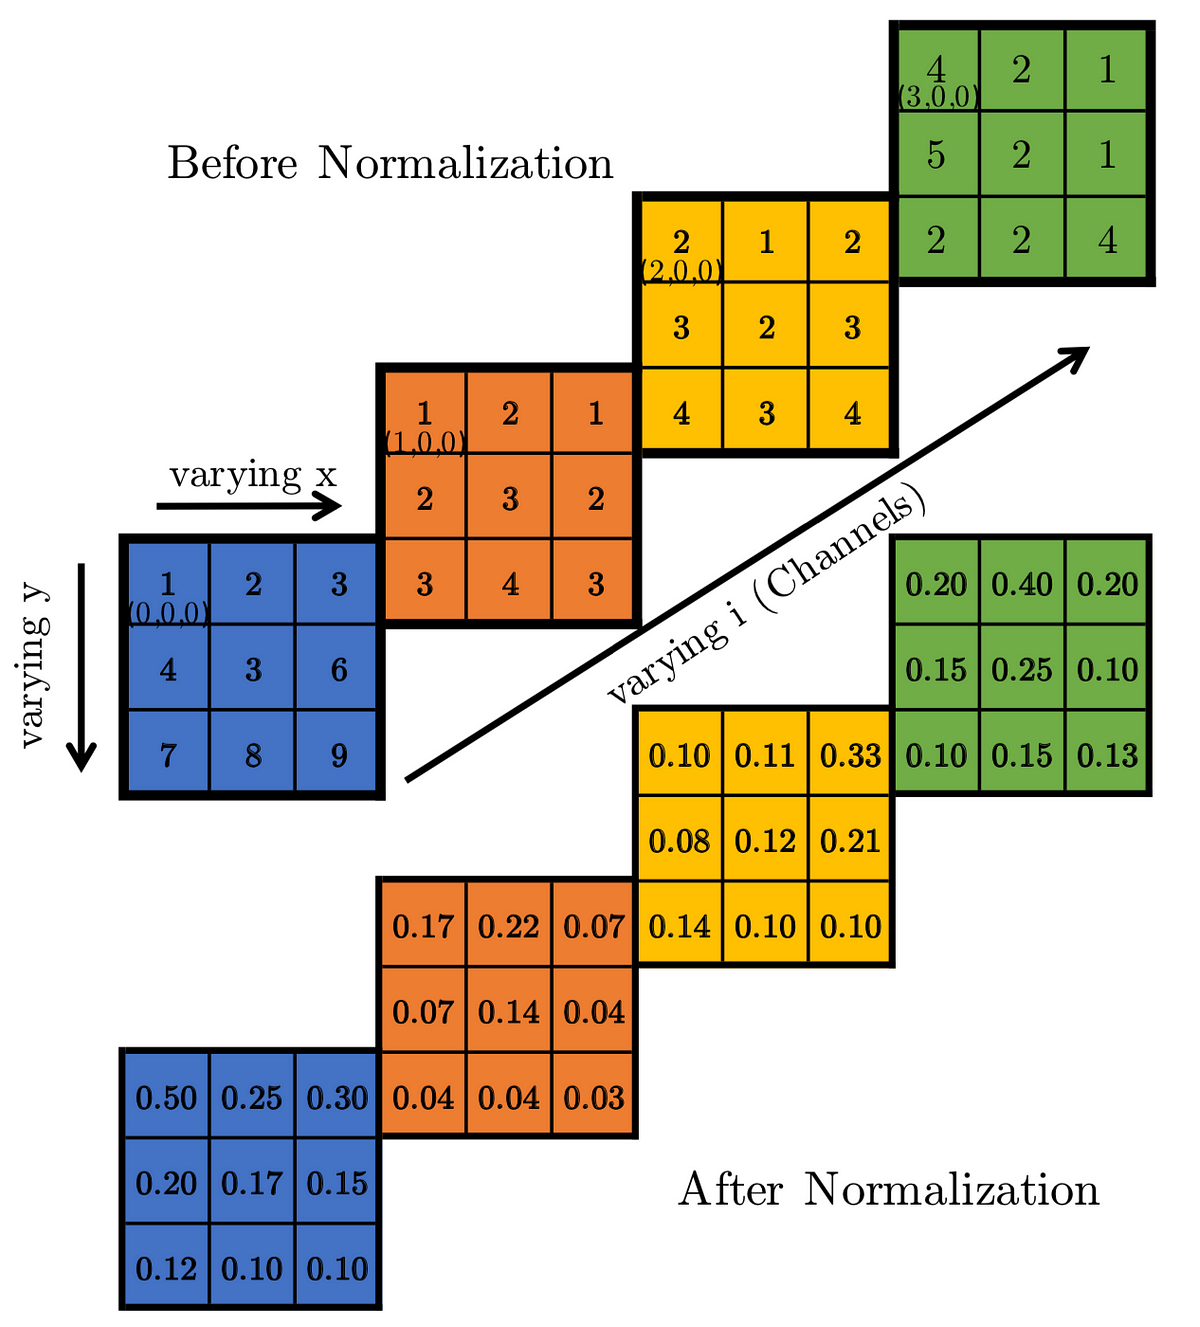 4 2 1
(3,0,0)
5 2 1
2 2 4
Before Normalization
2 1 2
(2,0,0)
3 2 3
4 3 4
1 2 1
(1,0,0)
2 3 2
3 4 3
varying x
varying y
1 2 3
(0,0,0)
4 3 6
7 8 9
varying i (Channels)
0.20 0.40 0.20
0.15 0.25 0.10
0.10 0.15 0.13
0.10 0.11 0.33
0.08 0.12 0.21
0.14 0.10 0.10
0.17 0.22 0.07
0.07 0.14 0.04
0.04 0.04 0.03
0.50 0.25 0.30
0.20 0.17 0.15
0.12 0.10 0.10
After Normalization